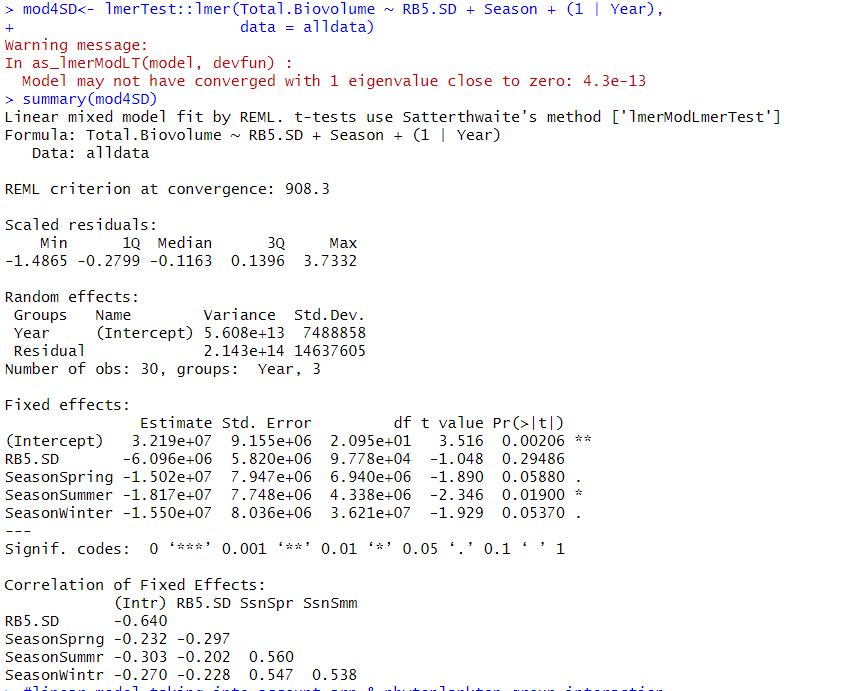 > mod4SD<- lmerTest::lmer(Total.Biovolume ~ RB5.SD + Season + (1 | Year),
+                          data = alldata)
Warning message:
In as_lmerModLT(model, devfun) :
  Model may not have converged with 1 eigenvalue close to zero: 4.3e-13
> summary(mod4SD)
Linear mixed model fit by REML. t-tests use Satterthwaite's method ['lmerModLmerTest']
Formula: Total.Biovolume ~ RB5.SD + Season + (1 | Year)
   Data: alldata
REML criterion at convergence: 908.3
Scaled residuals:
    Min      1Q  Median      3Q     Max
-1.4865 -0.2799 -0.1163  0.1396  3.7332
Random effects:
 Groups   Name        Variance  Std.Dev.
 Year     (Intercept) 5.608e+13  7488858
 Residual             2.143e+14 14637605
Number of obs: 30, groups:  Year, 3
Fixed effects:
               Estimate Std. Error         df t value Pr(>|t|)
(Intercept)   3.219e+07  9.155e+06  2.095e+01   3.516  0.00206 **
RB5.SD       -6.096e+06  5.820e+06  9.778e+04  -1.048  0.29486
SeasonSpring -1.502e+07  7.947e+06  6.940e+06  -1.890  0.05880 .
SeasonSummer -1.817e+07  7.748e+06  4.338e+06  -2.346  0.01900 *
SeasonWinter -1.550e+07  8.036e+06  3.621e+07  -1.929  0.05370 .
---
Signif. codes:  0 ‘***’ 0.001 ‘**’ 0.01 ‘*’ 0.05 ‘.’ 0.1 ‘ ’ 1
Correlation of Fixed Effects:
            (Intr) RB5.SD SsnSpr SsnSmm
RB5.SD      -0.640
SeasonSprng -0.232 -0.297
SeasonSummr -0.303 -0.202  0.560
SeasonWintr -0.270 -0.228  0.547  0.538